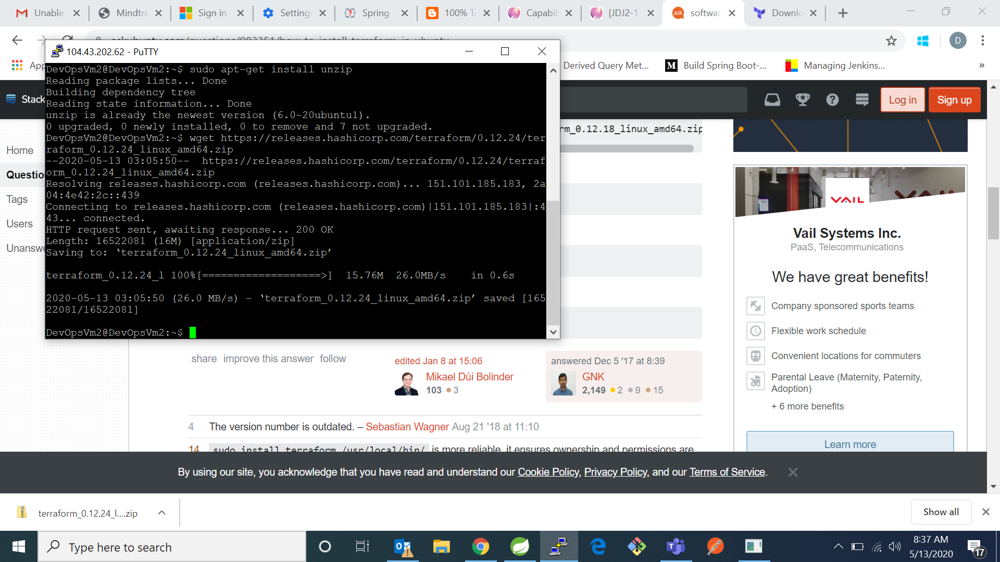 Unable
Mindtre
Sign in
Settings
Spring
100% Te
Capabili
[JDJ2-13
ask
softwar
Downlo
askubuntu.com/questions/983351/how-to-install-terraform-in-ubuntu
D
App
Derived Query Met...
M
Build Spring Boot-...
Managing Jenkins...
»
104.43.202.62 - PuTTY
DevOpsVm2@DevOpsVm2:~$ sudo apt-get install unzip
Reading package lists... Done
Building dependency tree
Reading state information... Done
unzip is already the newest version (6.0-20ubuntu1).
0 upgraded, 0 newly installed, 0 to remove and 7 not upgraded.
DevOpsVm2@DevOpsVm2:~$ wget https://releases.hashicorp.com/terraform/0.12.24/ter
raform_0.12.24_linux_amd64.zip
--2020-05-13 03:05:50--  https://releases.hashicorp.com/terraform/0.12.24/terraf
orm_0.12.24_linux_amd64.zip
Resolving releases.hashicorp.com (releases.hashicorp.com)... 151.101.185.183, 2a
04:4e42:2c::439
Connecting to releases.hashicorp.com (releases.hashicorp.com)|151.101.185.183|:4
43... connected.
HTTP request sent, awaiting response... 200 OK
Length: 16522081 (16M) [application/zip]
Saving to: ‘terraform_0.12.24_linux_amd64.zip’
terraform_0.12.24_l 100%[===================>]  15.76M  26.0MB/s    in 0.6s
2020-05-13 03:05:50 (26.0 MB/s) - ‘terraform_0.12.24_linux_amd64.zip’ saved [165
22081/16522081]
DevOpsVm2@DevOpsVm2:~$
Stack
Log in
Sign up
Home
Questio
Tags
Users
Unansw
rm_0.12.18_linux_amd64.zip
share improve this answer follow
edited Jan 8 at 15:06
Mikael Dúi Bolinder
103 3
answered Dec 5 '17 at 8:39
GNK
2,149 2 9 15
4 The version number is outdated. – Sebastian Wagner Aug 21 '18 at 11:10
14 sudo install terraform /usr/local/bin/ is more reliable, it ensures ownership and permissions are
VAIL
Vail Systems Inc.
PaaS, Telecommunications
We have great benefits!
Company sponsored sports teams
Flexible work schedule
Convenient locations for commuters
Parental Leave (Maternity, Paternity,
Adoption)
+ 6 more benefits
Learn more
By using our site, you acknowledge that you have read and understand our Cookie Policy, Privacy Policy, and our Terms of Service.
terraform_0.12.24_l....zip
Show all
Type here to search
8:37 AM
5/13/2020
17